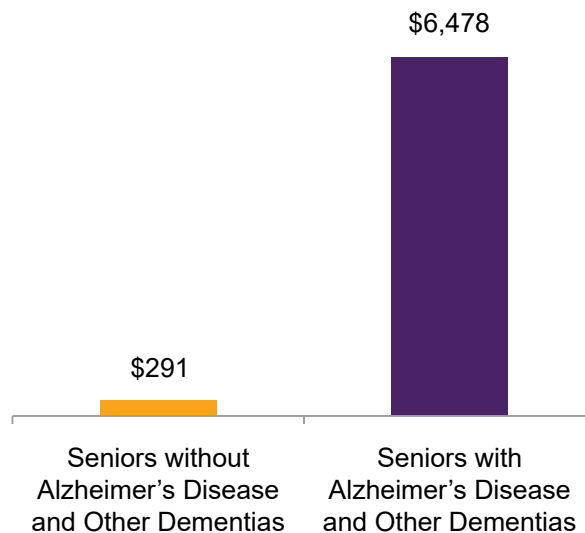 $6,478
$291
Seniors without
Alzheimer’s Disease
and Other Dementias
Seniors with
Alzheimer’s Disease
and Other Dementias